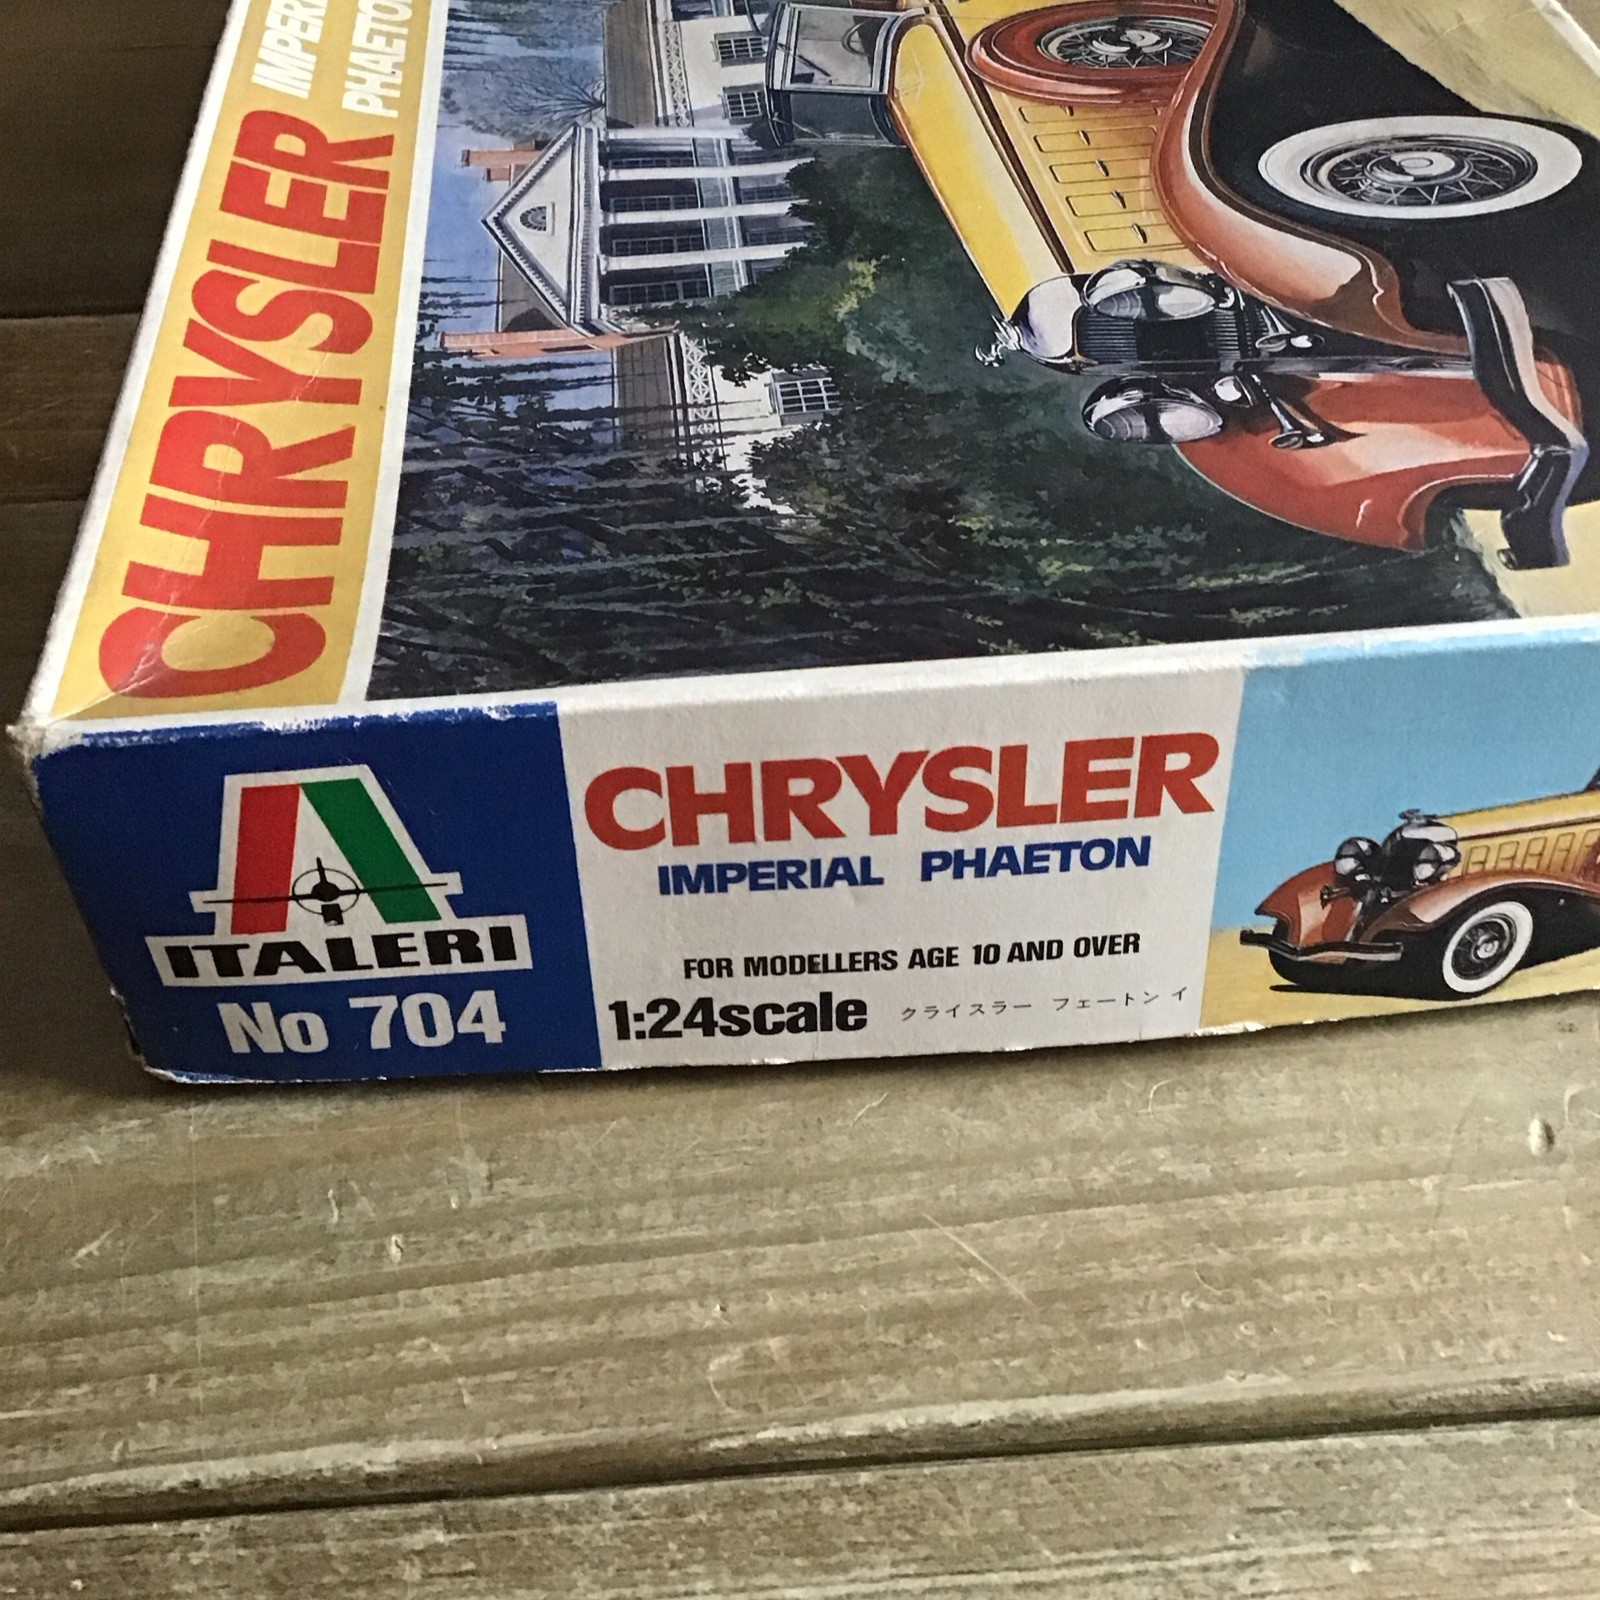 CHRYSLER
ITALERI
No 704
CHRYSLER
IMPERIAL PHAETON
FOR MODELLERS AGE 10 AND OVER
1:24scale クライスラー フェートン イ